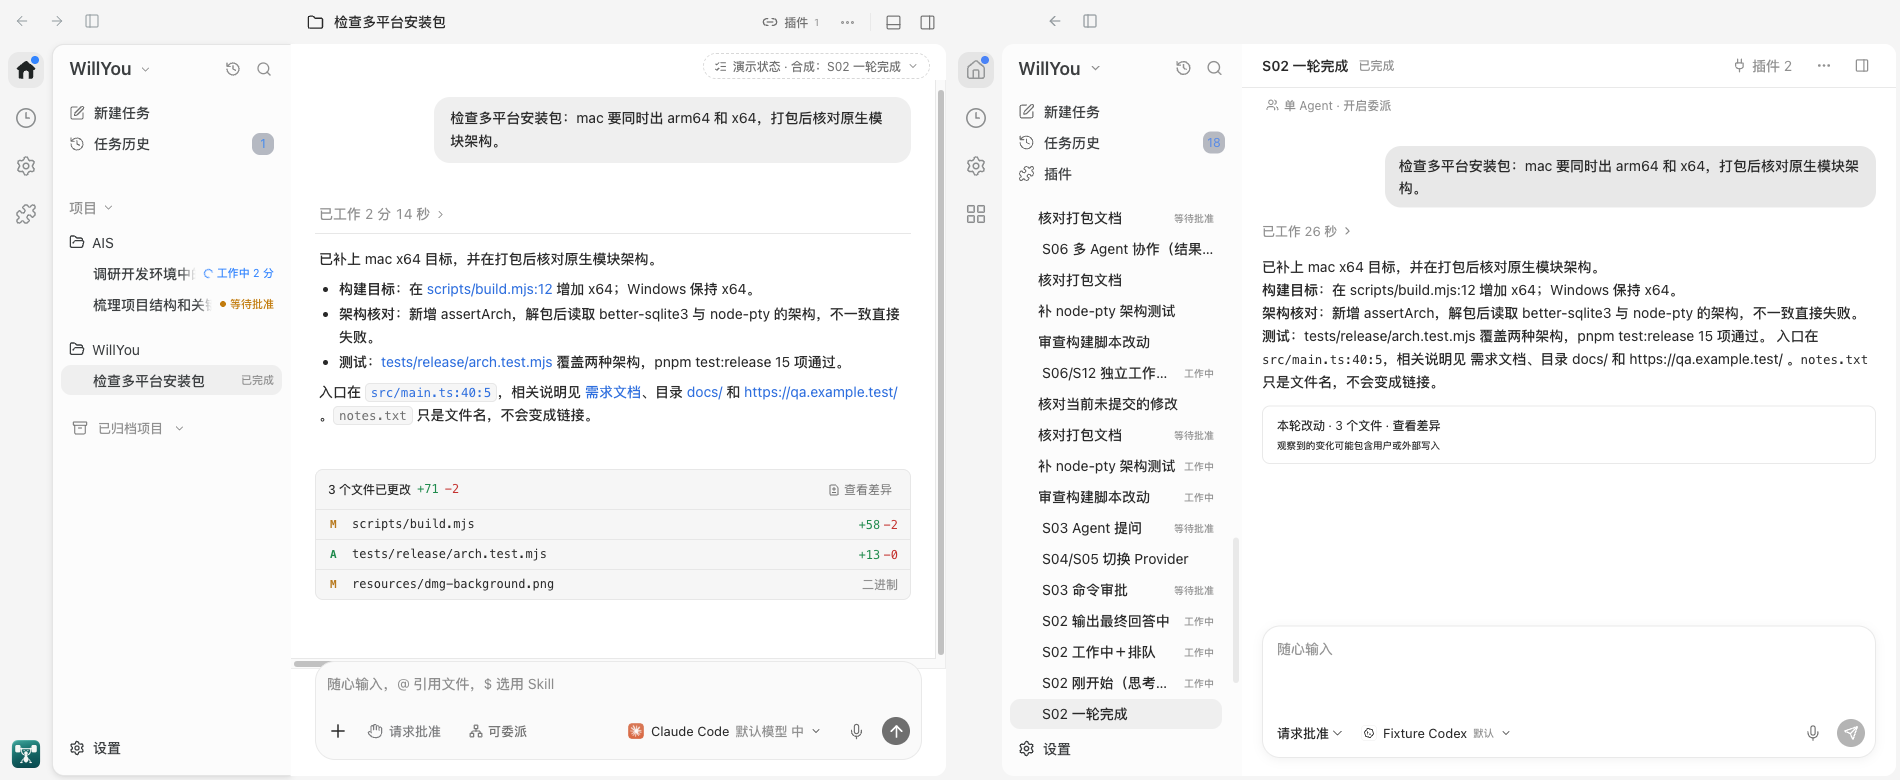 检查多平台安装包
插件 1
WillYou
新建任务
任务历史 1
项目
AIS
调研开发环境中 工作中 2 分
梳理项目结构和关 等待批准
WillYou
检查多平台安装包 已完成
已归档项目
设置
演示状态 · 合成：S02 一轮完成
检查多平台安装包：mac 要同时出 arm64 和 x64，打包后核对原生模
块架构。
已工作 2 分 14 秒
已补上 mac x64 目标，并在打包后核对原生模块架构。
构建目标：在 scripts/build.mjs:12 增加 x64；Windows 保持 x64。
架构核对：新增 assertArch，解包后读取 better-sqlite3 与 node-pty 的架构，不一致直接
失败。
测试：tests/release/arch.test.mjs 覆盖两种架构，pnpm test:release 15 项通过。
入口在 src/main.ts:40:5，相关说明见 需求文档、目录 docs/ 和 https://qa.example.test/
。notes.txt 只是文件名，不会变成链接。
3 个文件已更改 +71 −2 查看差异
M scripts/build.mjs +58 −2
A tests/release/arch.test.mjs +13 −0
M resources/dmg-background.png 二进制
随心输入，@ 引用文件，$ 选用 Skill
请求批准 可委派 Claude Code 默认模型 中
WillYou
新建任务
任务历史 18
插件
核对打包文档 等待批准
S06 多 Agent 协作（结果...
核对打包文档
补 node-pty 架构测试
审查构建脚本改动
S06/S12 独立工作... 工作中
核对当前未提交的修改
核对打包文档 等待批准
补 node-pty 架构测试 工作中
审查构建脚本改动 工作中
S03 Agent 提问 等待批准
S04/S05 切换 Provider
S03 命令审批 等待批准
S02 输出最终回答中 工作中
S02 工作中＋排队 工作中
S02 刚开始（思考... 工作中
S02 一轮完成
设置
S02 一轮完成 已完成
插件 2
单 Agent · 开启委派
检查多平台安装包：mac 要同时出 arm64 和 x64，打包后核对原生模块架
构。
已工作 26 秒
已补上 mac x64 目标，并在打包后核对原生模块架构。
构建目标：在 scripts/build.mjs:12 增加 x64；Windows 保持 x64。
架构核对：新增 assertArch，解包后读取 better-sqlite3 与 node-pty 的架构，不一致直接失败。
测试：tests/release/arch.test.mjs 覆盖两种架构，pnpm test:release 15 项通过。 入口在
src/main.ts:40:5，相关说明见 需求文档、目录 docs/ 和 https://qa.example.test/ 。notes.txt
只是文件名，不会变成链接。
本轮改动 · 3 个文件 · 查看差异
观察到的变化可能包含用户或外部写入
随心输入
请求批准 Fixture Codex 默认